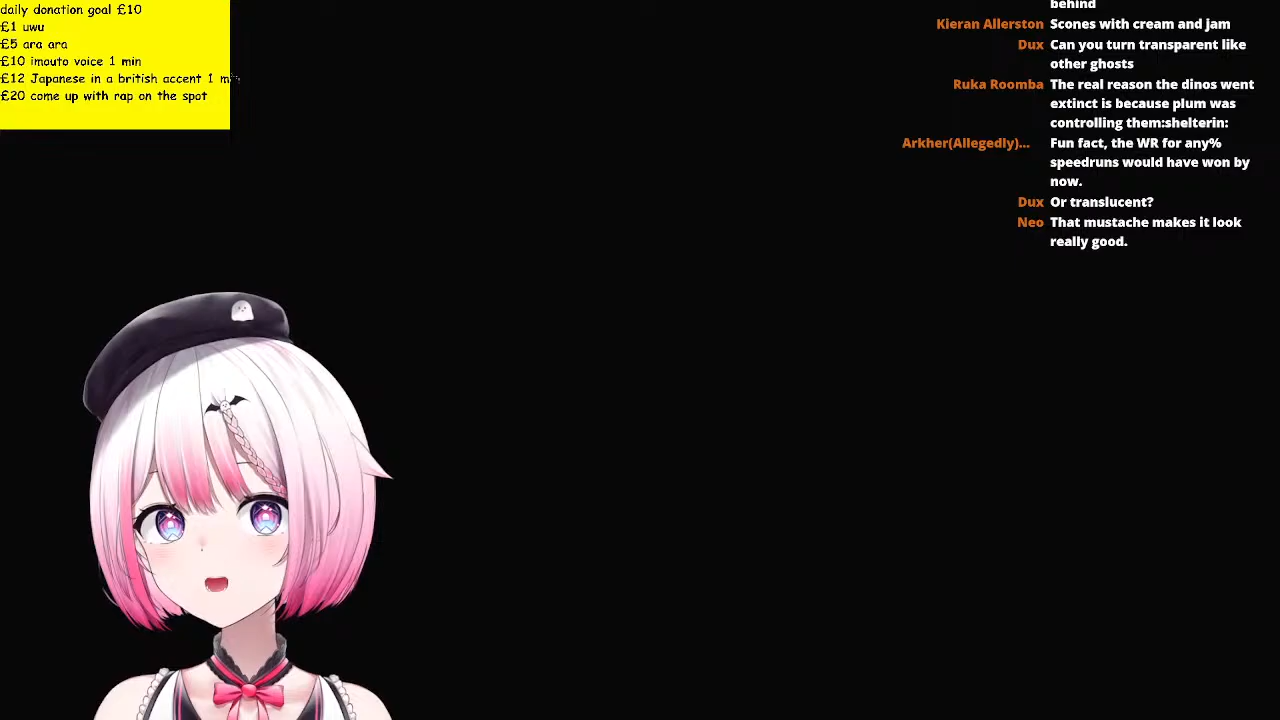 daily donation goal £10
£1 uwu
£5 ara ara
£10 imouto voice 1 min
£12 Japanese in a british accent 1
£20 come up with rap on the spot
behind
Kieran Allerston Scones with cream and jam
Dux Can you turn transparent like
other ghosts
Ruka Roomba The real reason the dinos went
extinct is because plum was
controlling them:shelterin:
Arkher(Allegedly)... Fun fact, the WR for any%
speedruns would have won by
now.
Dux Or translucent?
Neo That mustache makes it look
really good.